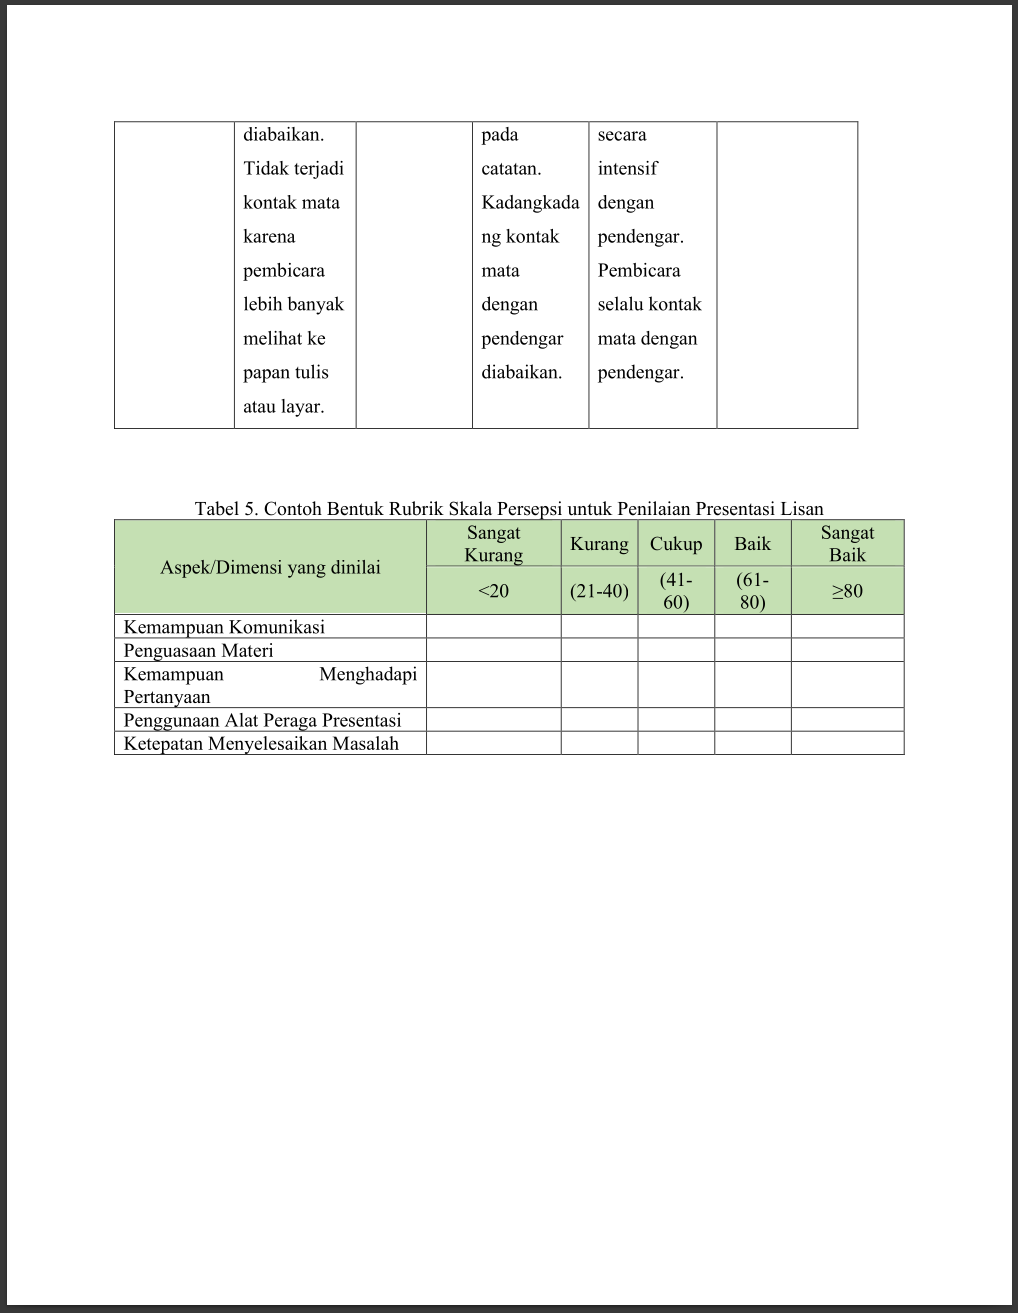 diabaikan.
Tidak terjadi
kontak mata
karena
pembicara
lebih banyak
melihat ke
papan tulis
atau layar.
pada
catatan.
Kadangkada
ng kontak
mata
dengan
pendengar
diabaikan.
secara
intensif
dengan
pendengar.
Pembicara
selalu kontak
mata dengan
pendengar.
Tabel 5. Contoh Bentuk Rubrik Skala Persepsi untuk Penilaian Presentasi Lisan
Aspek/Dimensi yang dinilai
Sangat
Kurang
Kurang
Cukup
Baik
Sangat
Baik
<20
(21-40)
(41-
60)
(61-
80)
≥80
Kemampuan Komunikasi
Penguasaan Materi
Kemampuan Menghadapi
Pertanyaan
Penggunaan Alat Peraga Presentasi
Ketepatan Menyelesaikan Masalah